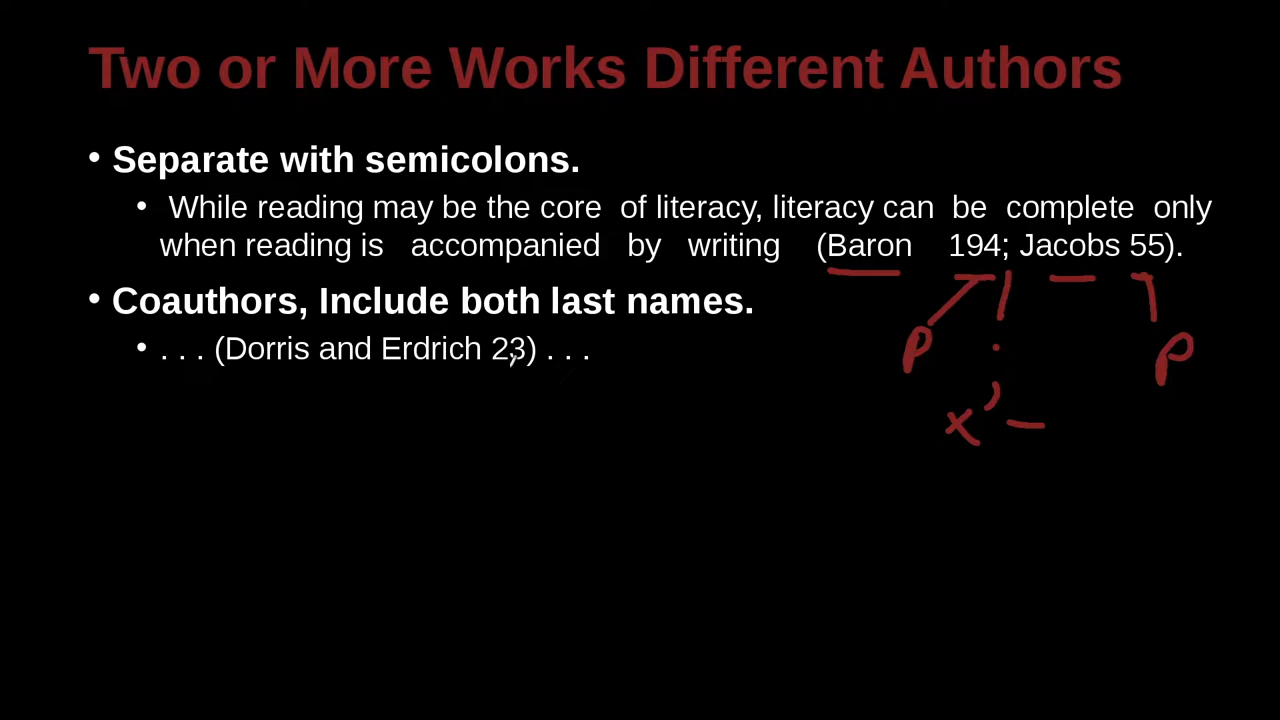 Two or More Works Different Authors
• Separate with semicolons.
• While reading may be the core of literacy, literacy can be complete only
when reading is accompanied by writing (Baron 194; Jacobs 55).
• Coauthors, Include both last names.
• . . . (Dorris and Erdrich 23) . . .
P
P
x